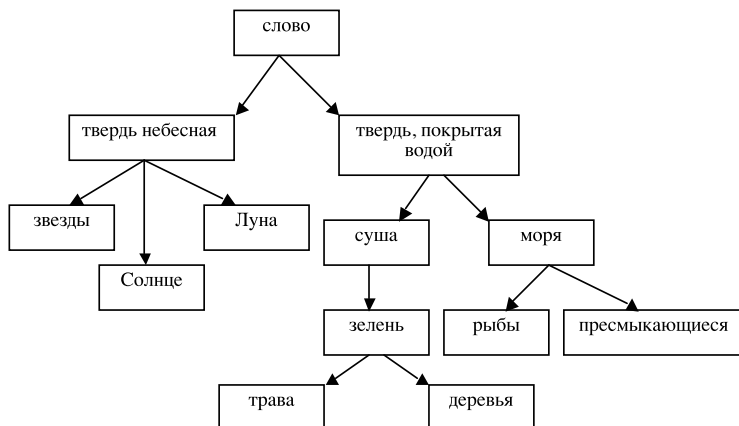 слово
твердь небесная
твердь, покрытая
водой
звезды
Луна
Солнце
суша
моря
зелень
рыбы
пресмыкающиеся
трава
деревья